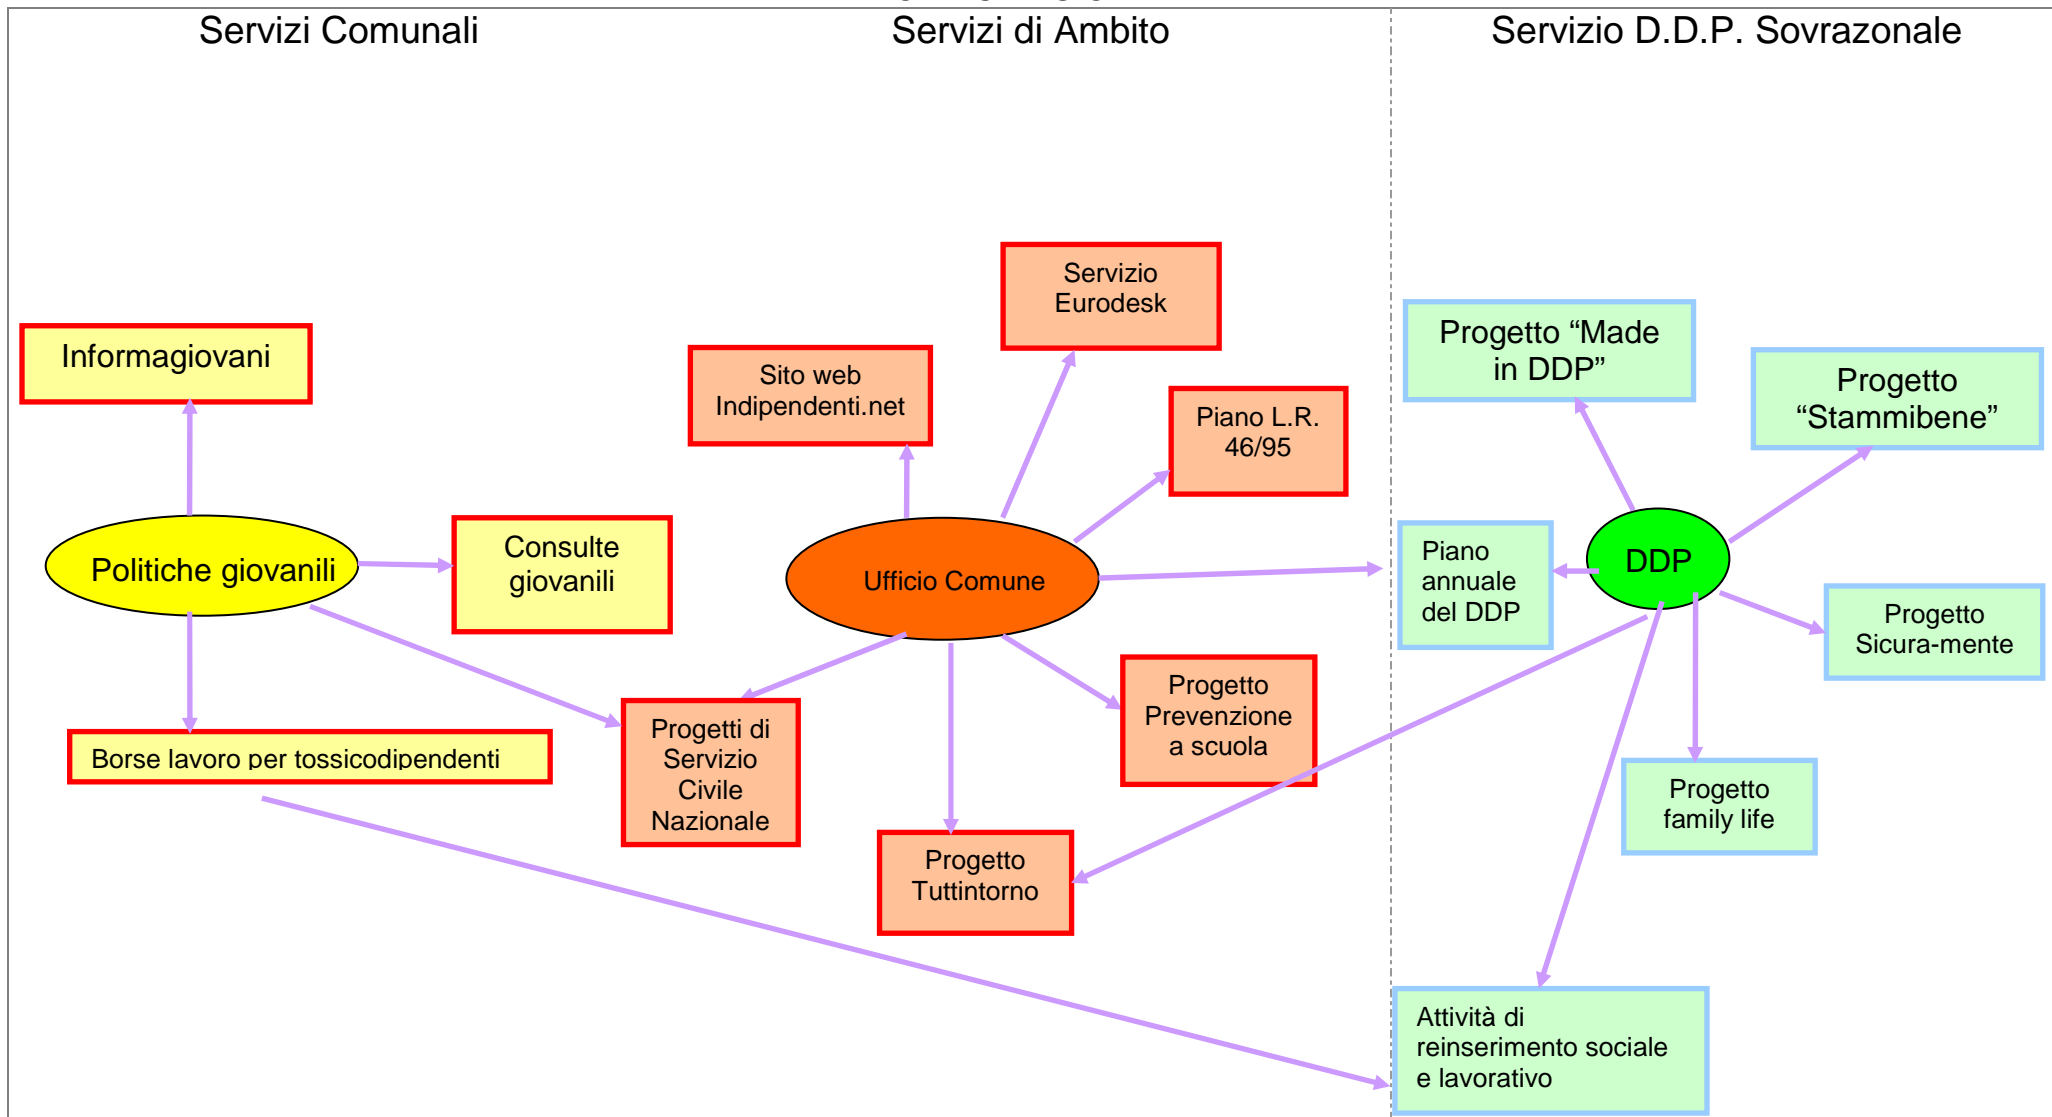 Servizi Comunali
Servizi di Ambito
Servizio D.D.P. Sovrazonale
Informagiovani
Politiche giovanili
Consulte
giovanili
Borse lavoro per tossicodipendenti
Sito web
Indipendenti.net
Servizio
Eurodesk
Piano L.R.
46/95
Ufficio Comune
Progetti di
Servizio
Civile
Nazionale
Progetto
Prevenzione
a scuola
Progetto
Tuttintorno
Progetto “Made
in DDP”
Progetto
“Stammibene”
Piano
annuale
del DDP
DDP
Progetto
Sicura-mente
Progetto
family life
Attività di
reinserimento sociale
e lavorativo